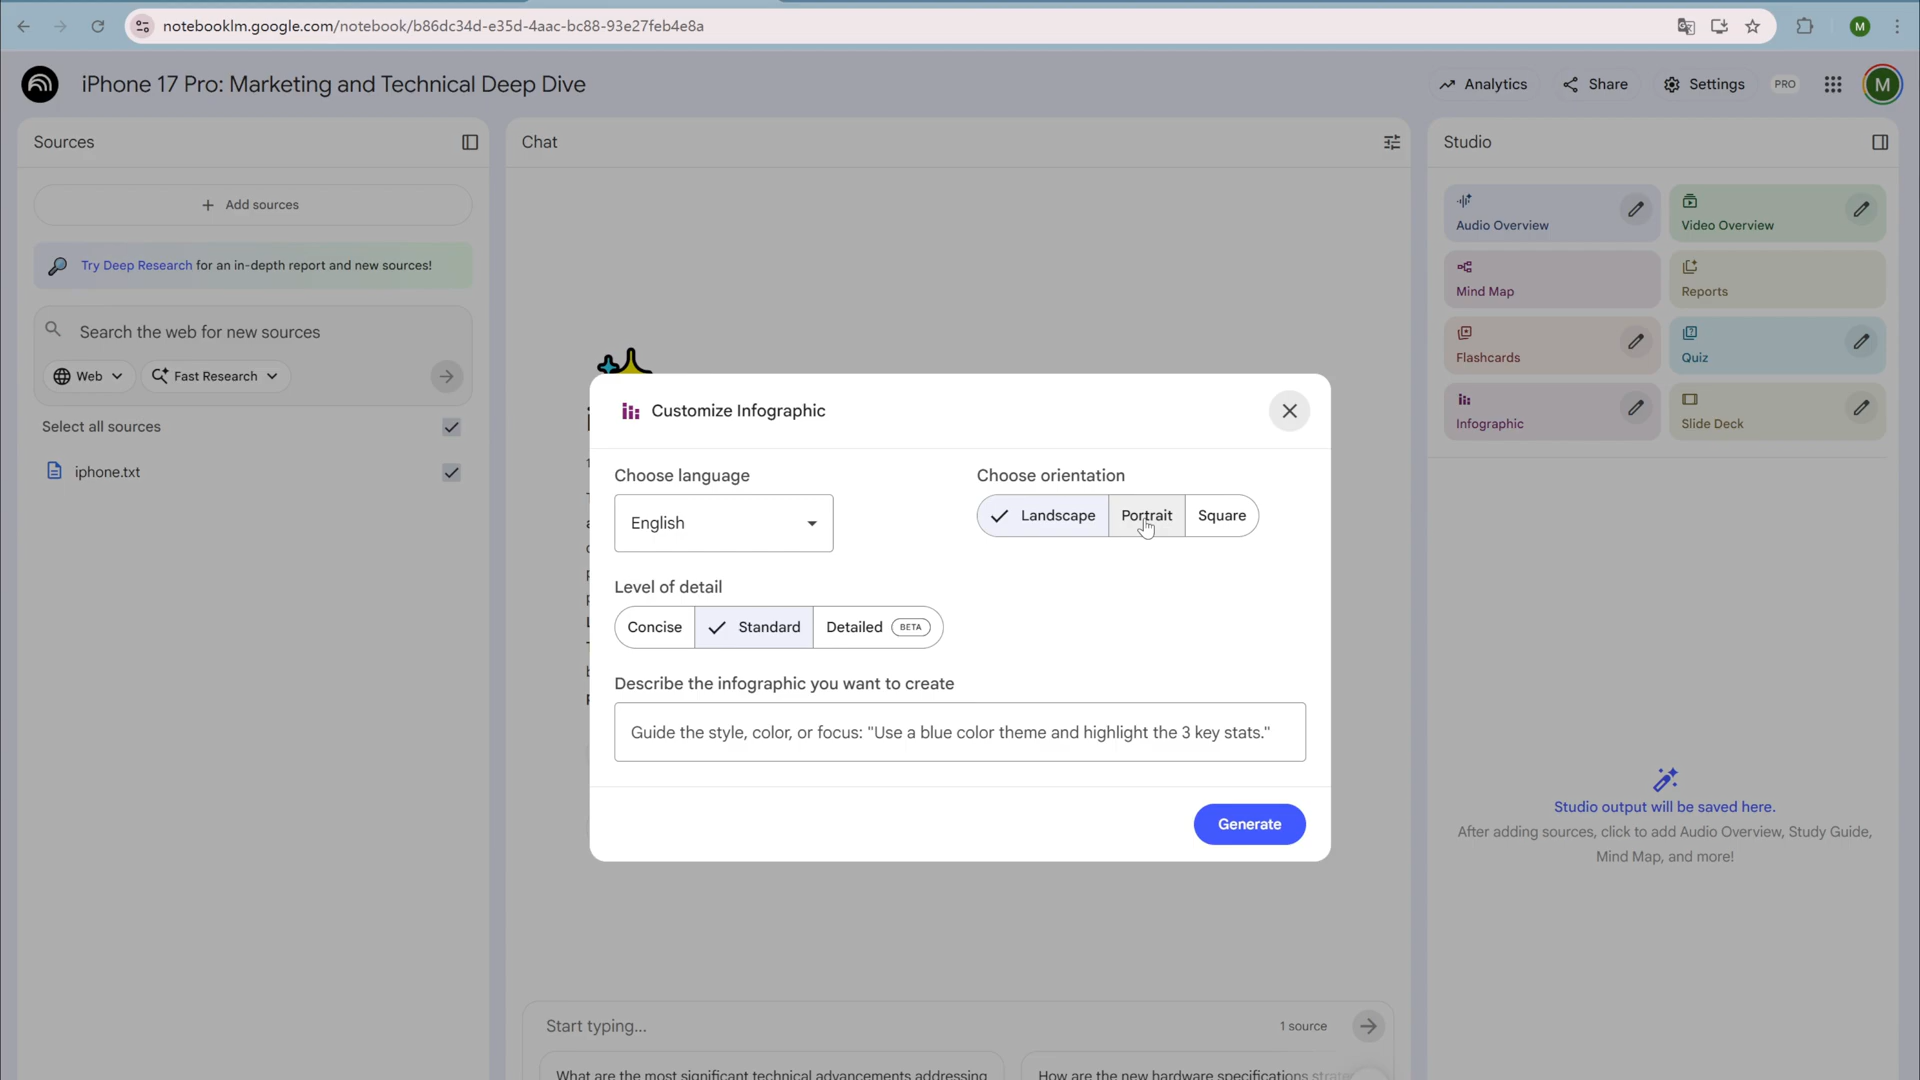 notebooklm.google.com/notebook/b86dc34d-e35d-4aac-bc88-93e27feb4e8a
M
iPhone 17 Pro: Marketing and Technical Deep Dive
Analytics
Share
Settings
PRO
M
Sources
Add sources
Try Deep Research for an in-depth report and new sources!
Search the web for new sources
Web
Fast Research
Select all sources
iphone.txt
Chat
Customize Infographic
Choose language
English
Choose orientation
Landscape
Portrait
Square
Level of detail
Concise
Standard
Detailed
BETA
Describe the infographic you want to create
Guide the style, color, or focus: "Use a blue color theme and highlight the 3 key stats."
Generate
Start typing...
1 source
What are the most significant technical advancements addressing
How are the new hardware specifications
Studio
Audio Overview
Video Overview
Mind Map
Reports
Flashcards
Quiz
Infographic
Slide Deck
Studio output will be saved here.
After adding sources, click to add Audio Overview, Study Guide,
Mind Map, and more!